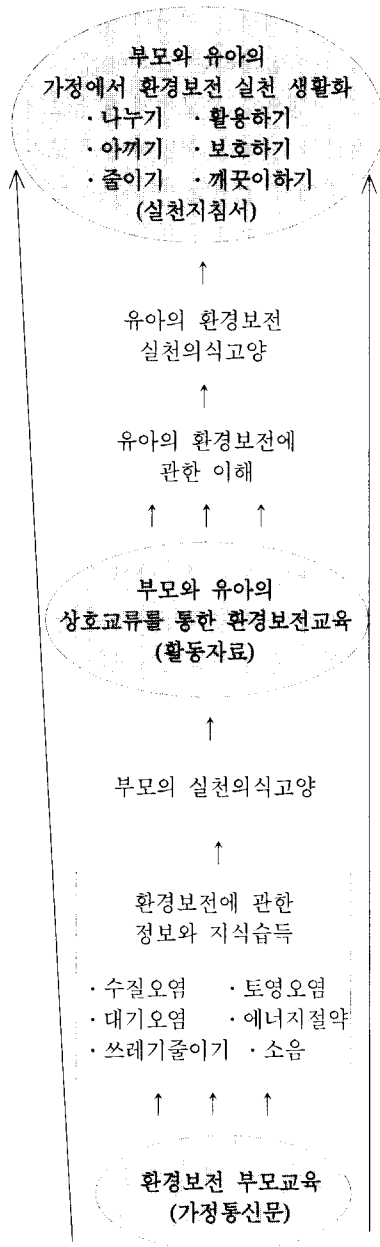 부모와 유아의
가정에서 환경보전 실천 생활화
· 나누기 · 활용하기
· 아끼기 · 보호하기
· 줄이기 · 깨끗이하기
(실천지침서)
↑
유아의 환경보전
실천의식고양
↑
유아의 환경보전에
관한 이해
↑ ↑ ↑
부모와 유아의
상호교류를 통한 환경보전교육
(활동자료)
↑
부모의 실천의식고양
↑
환경보전에 관한
정보와 지식습득
· 수질오염 · 토영오염
· 대기오염 · 에너지절약
· 쓰레기줄이기 · 소음
↑ ↑ ↑
환경보전 부모교육
(가정통신문)